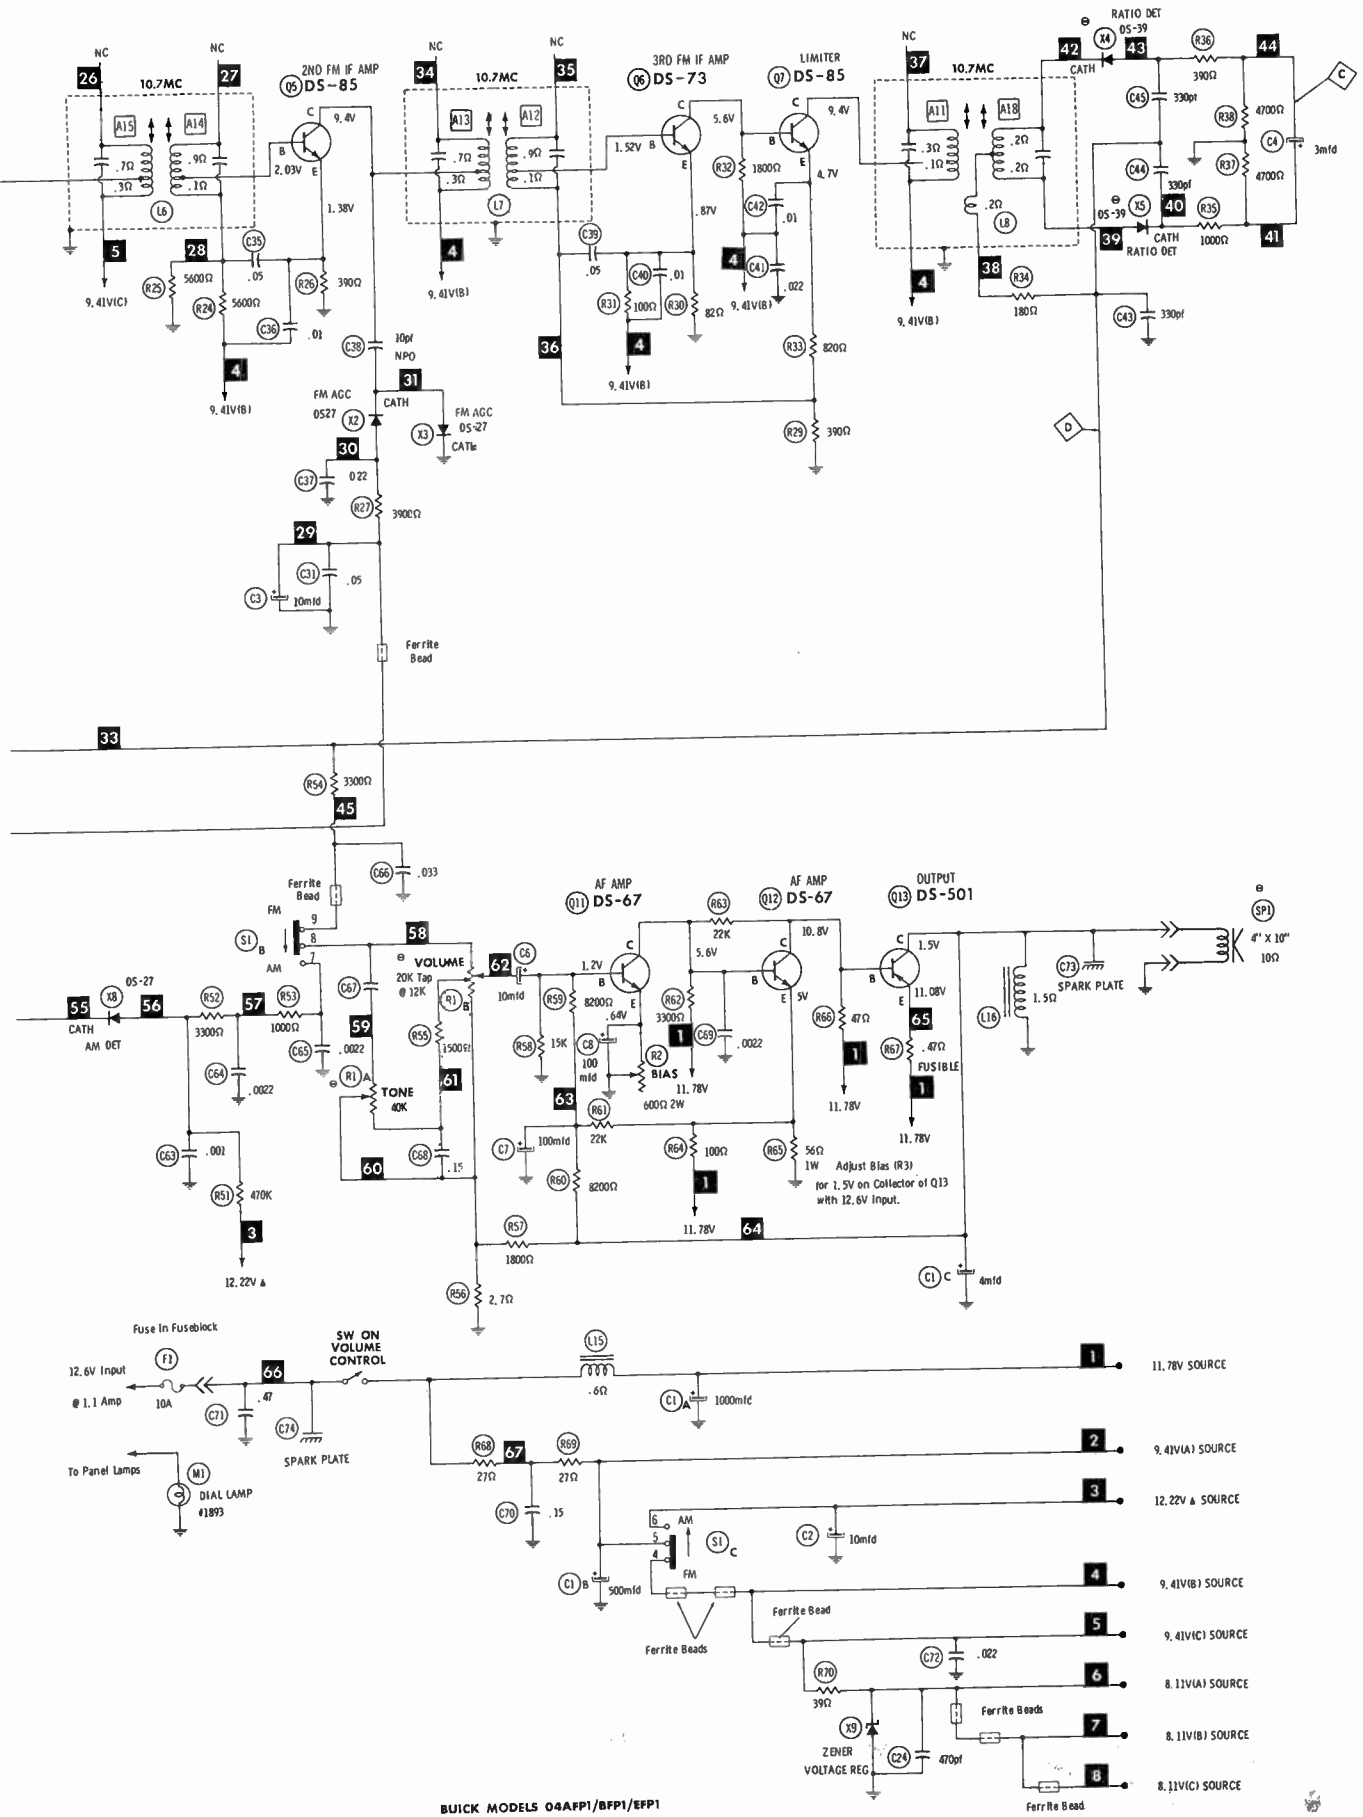 RATIO DET
DS-39
X4
42
43
R36
44
CATH
390Ω
C
NC
NC
26
27
10.7MC
2ND FM IF AMP
Q5 DS-85
A15
A14
C
9.4V
B
2.03V
E
1.38V
.7Ω
.9Ω
.3Ω
.1Ω
L6
5
28
C35
.05
R25
5600Ω
R24
5600Ω
R26
390Ω
C36
.01
9.41V(C)
4
9.41V(B)
NC
34
35
10.7MC
A13
A12
.7Ω
.9Ω
.3Ω
.1Ω
L7
4
9.41V(B)
3RD FM IF AMP
Q6 DS-73
C
5.6V
1.52V
B
E
.87V
LIMITER
Q7 DS-85
C
9.4V
B
E
4.7V
R32
1800Ω
C42
.01
C41
.022
4
9.41V(B)
C39
.05
C40
.01
R31
100Ω
R30
82Ω
4
9.41V(B)
36
R33
820Ω
R29
390Ω
NC
37
10.7MC
A11
A18
.3Ω
.1Ω
.2Ω
.2Ω
.2Ω
L8
4
9.41V(B)
38
R34
180Ω
C45
330pf
C44
330pf
R38
4700Ω
R37
4700Ω
C4
3mfd
DS-39
X5
40
39
CATH
RATIO DET
R35
1000Ω
41
C43
330pf
D
C38
10pf
NPO
31
CATH
FM AGC
DS27
X2
FM AGC
DS-27
X3
CATH
30
C37
022
R27
3900Ω
29
C31
.05
C3
10mfd
Ferrite
Bead
33
R54
3300Ω
45
C66
.033
Ferrite
Bead
FM
9
8
7
S1 B
AM
58
VOLUME
20K Tap
@ 12K
R1 B
62
C6
10mfd
AF AMP
Q11 DS-67
C
1.2V
B
E
.64V
R59
8200Ω
R58
15K
C8
100
mfd
R2
BIAS
600Ω 2W
R63
22K
5.6V
R62
3300Ω
1
11.78V
C69
.0022
AF AMP
Q12 DS-67
10.8V
C
B
E
5V
R66
47Ω
1
11.78V
OUTPUT
Q13 DS-501
C
1.5V
B
E
11.08V
65
R67
.47Ω
FUSIBLE
1
11.78V
L16
1.5Ω
C73
SPARK PLATE
SP1
4" X 10"
10Ω
55
CATH
AM DET
DS-27
X8
56
R52
3300Ω
57
R53
1000Ω
C64
.0022
C65
.0022
C63
.001
R51
470K
3
12.22V ▲
C67
59
R1 A
TONE
40K
60
R55
1500Ω
61
C68
.15
63
C7
100mfd
R61
22K
R60
8200Ω
R64
100Ω
1
11.78V
R65
56Ω
1W
Adjust Bias (R3)
for 1.5V on Collector of Q13
with 12.6V Input.
64
R57
1800Ω
R56
2.7Ω
C1 C
4mfd
Fuse in Fuseblock
12.6V Input
@ 1.1 Amp
F1
10A
66
C71
.47
C74
SPARK PLATE
SW ON
VOLUME
CONTROL
L15
.6Ω
C1 A
1000mfd
1
11.78V SOURCE
To Panel Lamps
M1
DIAL LAMP
#1893
R68
27Ω
67
R69
27Ω
C70
.15
2
9.41V(A) SOURCE
3
12.22V ▲ SOURCE
6
AM
5
4
FM
S1 C
C2
10mfd
C1 B
500mfd
Ferrite Beads
4
9.41V(B) SOURCE
Ferrite Bead
5
9.41V(C) SOURCE
C72
.022
R70
39Ω
6
8.11V(A) SOURCE
X9
ZENER
VOLTAGE REG
C24
470pf
Ferrite Beads
7
8.11V(B) SOURCE
8
8.11V(C) SOURCE
Ferrite Bead
BUICK MODELS 04AFP1/BFP1/EFP1